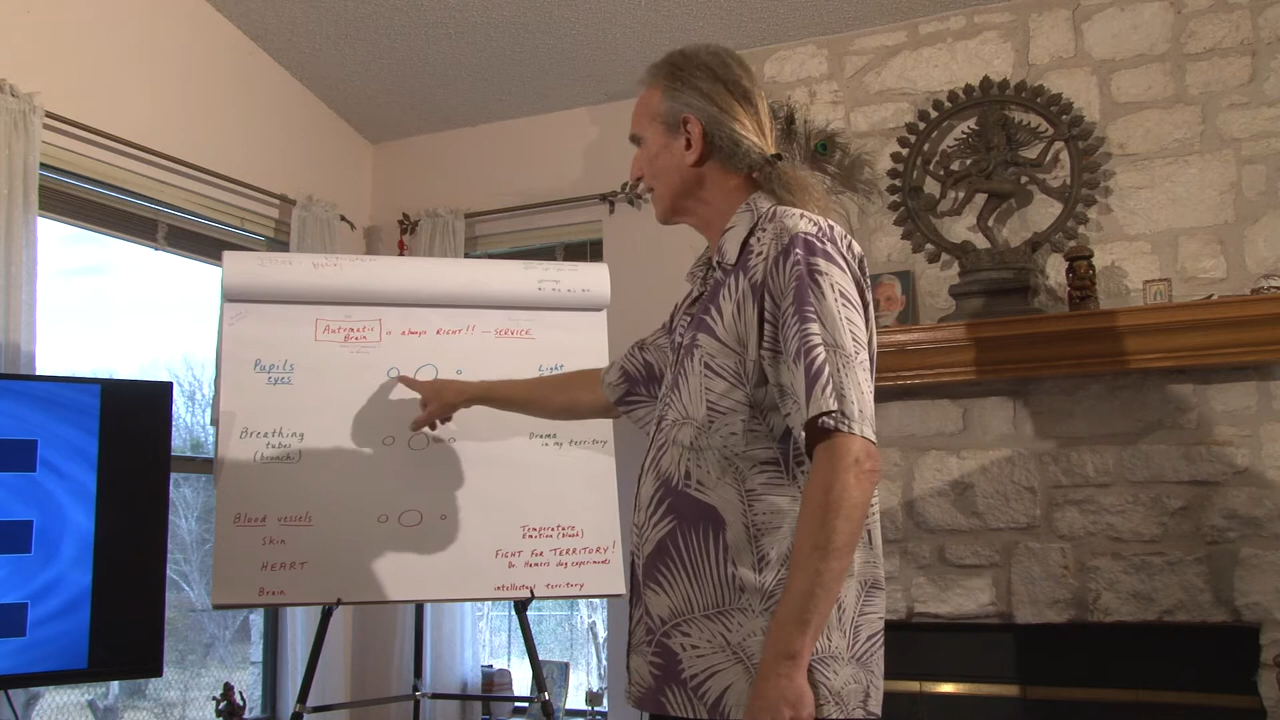 Automatic Brain is always RIGHT!! — SERVICE
Pupils
eyes
Light
Breathing
tubes
(bronchi)
Drama
in my territory
Blood vessels
Skin
HEART
Brain
Temperature
Emotion (blush)
FIGHT FOR TERRITORY!
Dr. Hamers dog experiments
intellectual territory